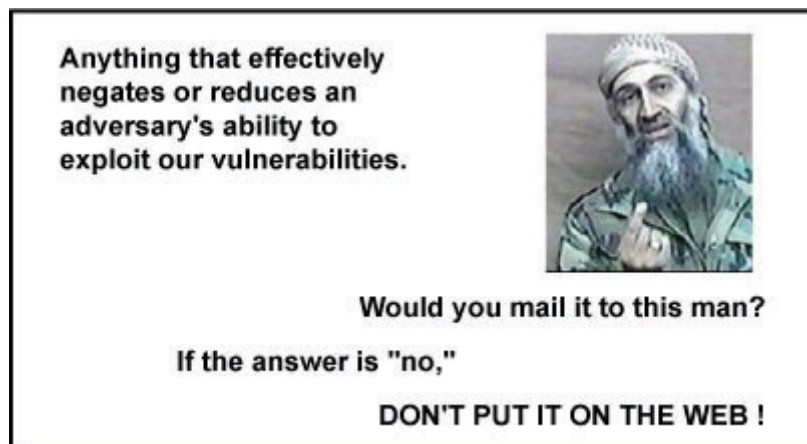 Anything that effectively
negates or reduces an
adversary's ability to
exploit our vulnerabilities.
Would you mail it to this man?
If the answer is "no,"
DON'T PUT IT ON THE WEB !